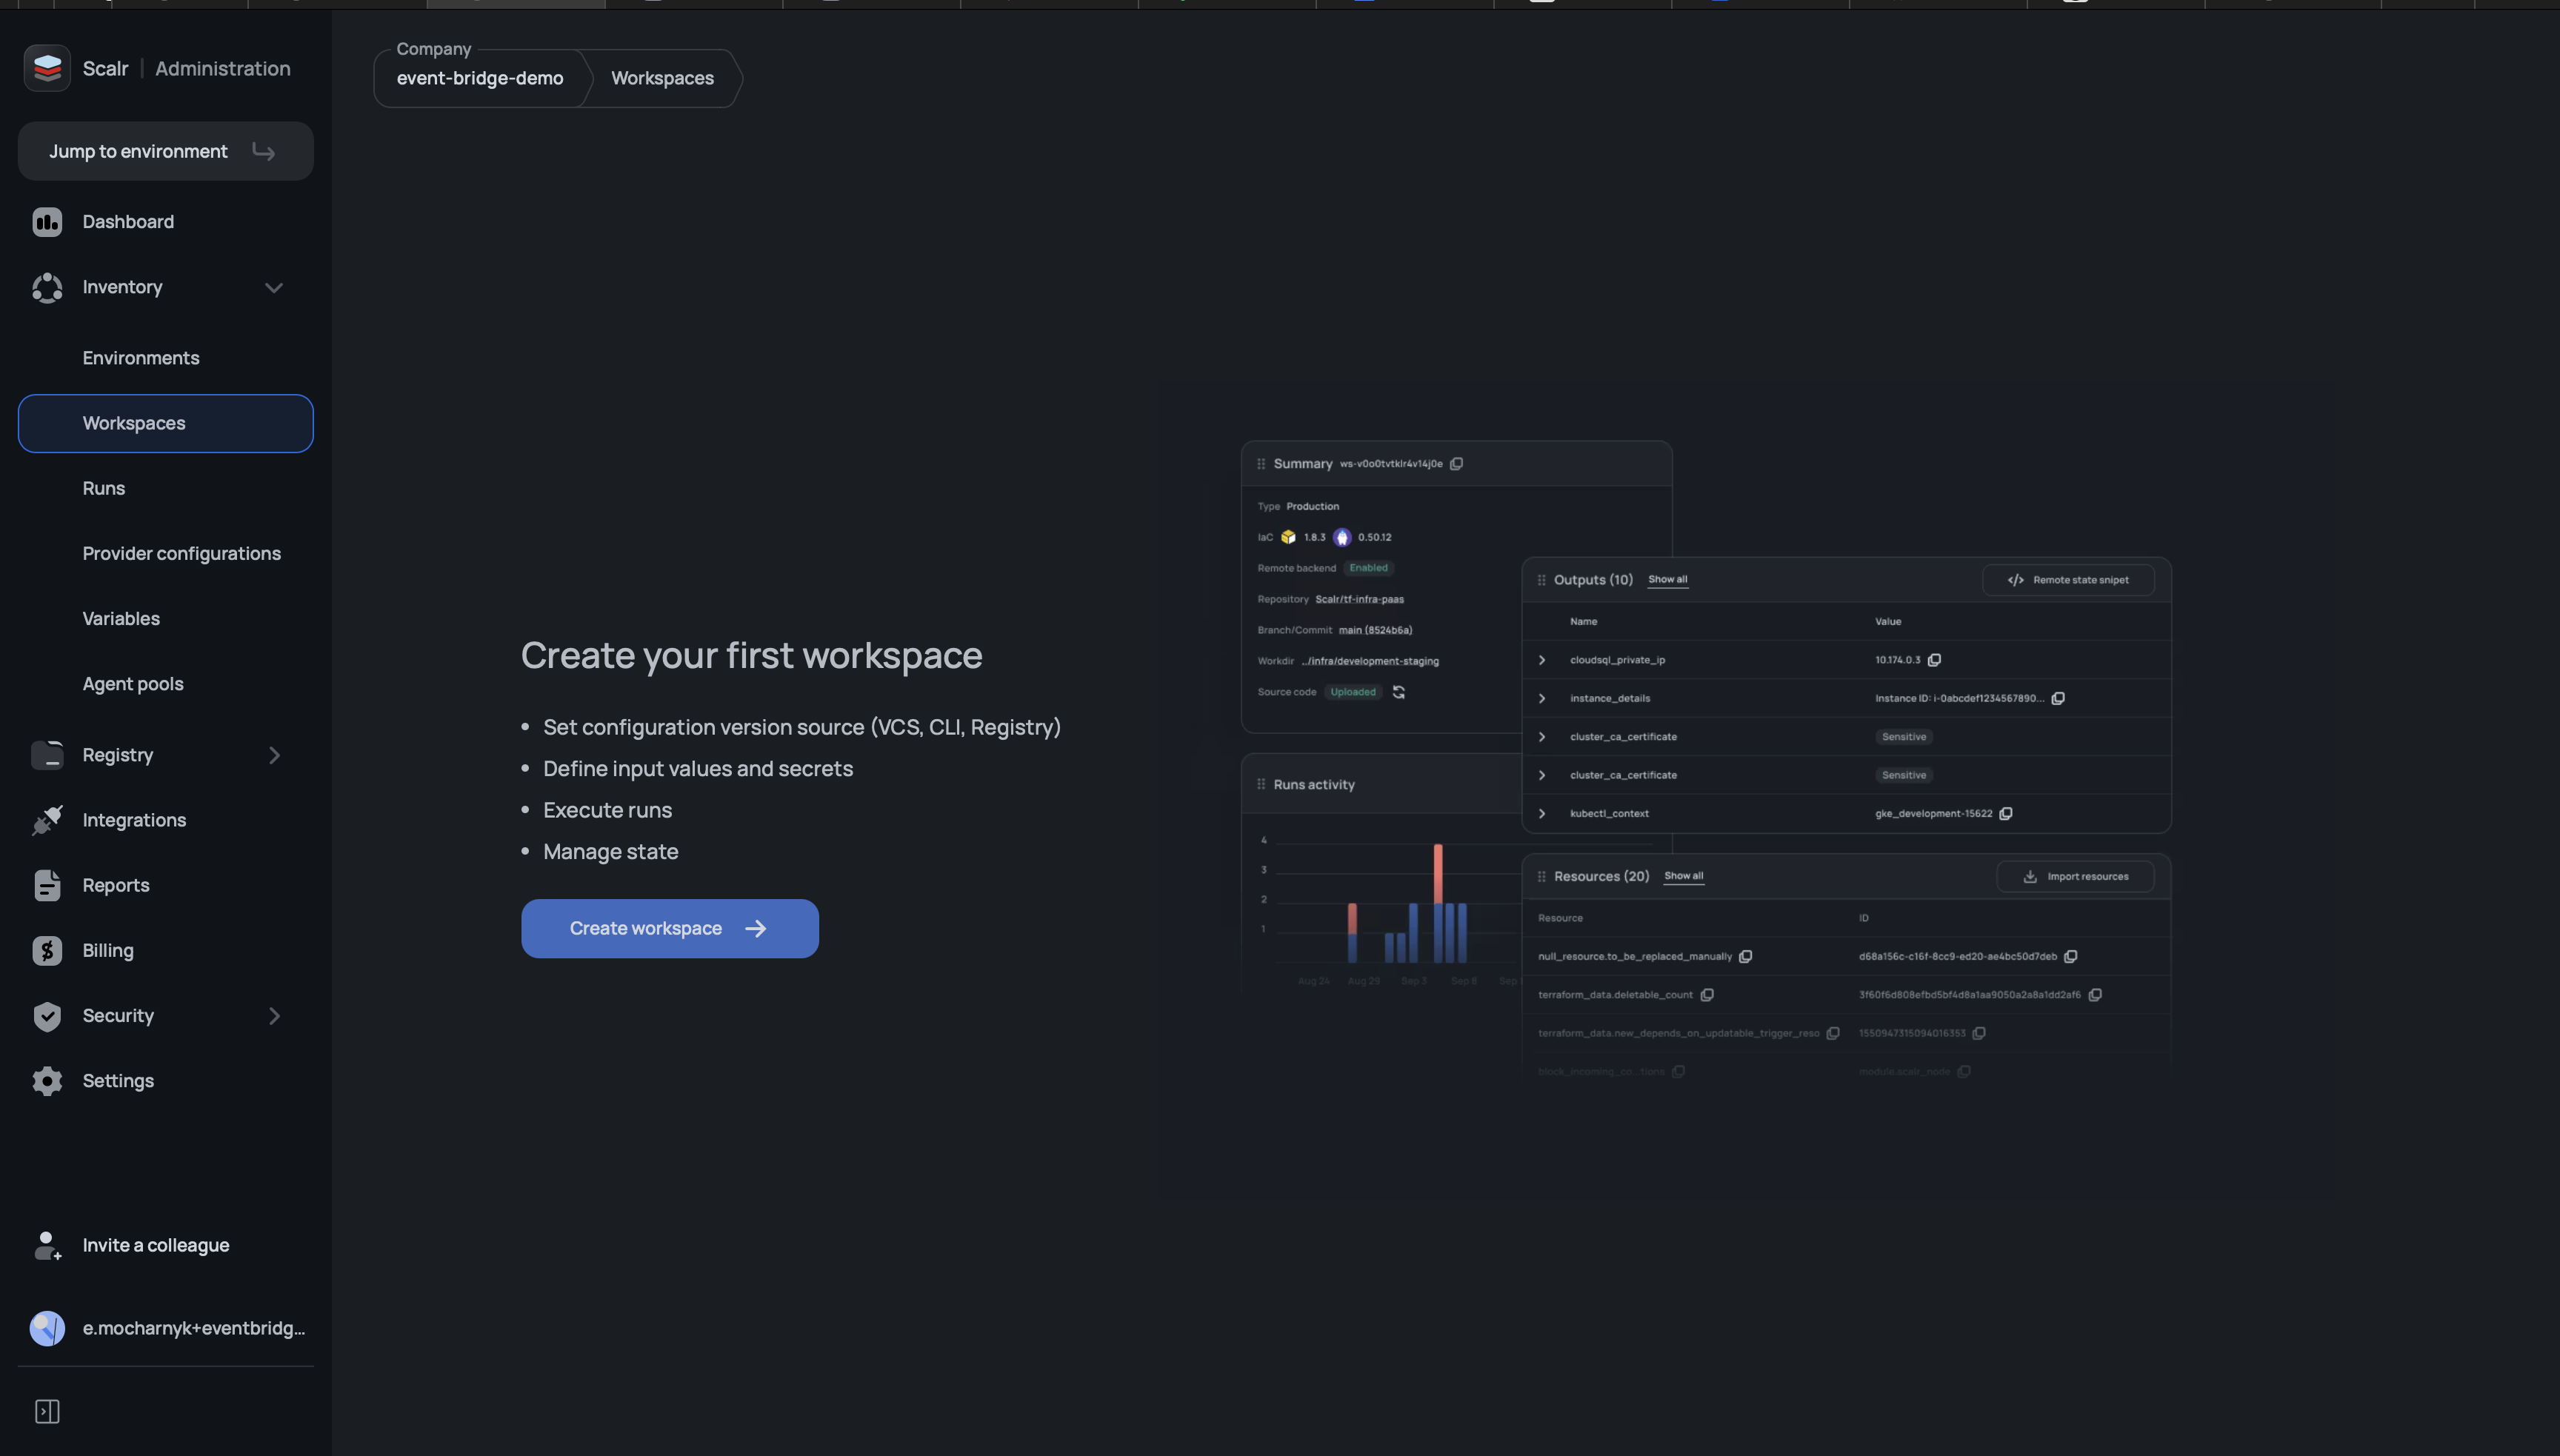 Scalr | Administration
Jump to environment
Dashboard
Inventory
Environments
Workspaces
Runs
Provider configurations
Variables
Agent pools
Registry
Integrations
Reports
Billing
Security
Settings
Invite a colleague
e.mocharnyk+eventbridg...
Company
event-bridge-demo
Workspaces
Create your first workspace
• Set configuration version source (VCS, CLI, Registry)
• Define input values and secrets
• Execute runs
• Manage state
Create workspace
Summary ws-v0o0tvtklr4v14j0e
Type Production
IaC 1.8.3 0.50.12
Remote backend Enabled
Repository Scalr/tf-infra-paas
Branch/Commit main (8524b6a)
Workdir ../infra/development-staging
Source code Uploaded
Runs activity
4
3
2
1
Aug 24 Aug 29 Sep 3 Sep 8 Sep
Outputs (10) Show all
Remote state snipet
Name Value
cloudsql_private_ip 10.174.0.3
instance_details Instance ID: i-0abcdef1234567890...
cluster_ca_certificate Sensitive
cluster_ca_certificate Sensitive
kubectl_context gke_development-15622
Resources (20) Show all
Import resources
Resource ID
null_resource.to_be_replaced_manually d68a156c-c16f-8cc9-ed20-ae4bc50d7deb
terraform_data.deletable_count 3f60f6d808efbd5bf4d8a1aa9050a2a8a1dd2af6
terraform_data.new_depends_on_updatable_trigger_reso 1550947315094016353
block_incoming_co...tions module.scalr_node